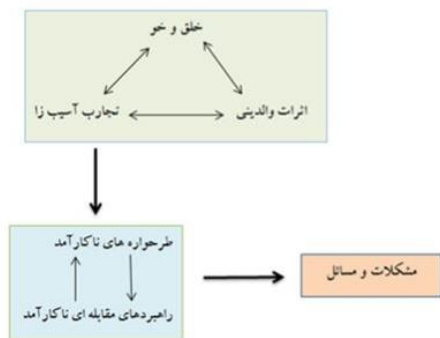 خلق و خو
اثرات والدینی
تجارب آسیب زا
طرحواره های ناکارآمد
راهبردهای مقابله ای ناکارآمد
مشکلات و مسائل